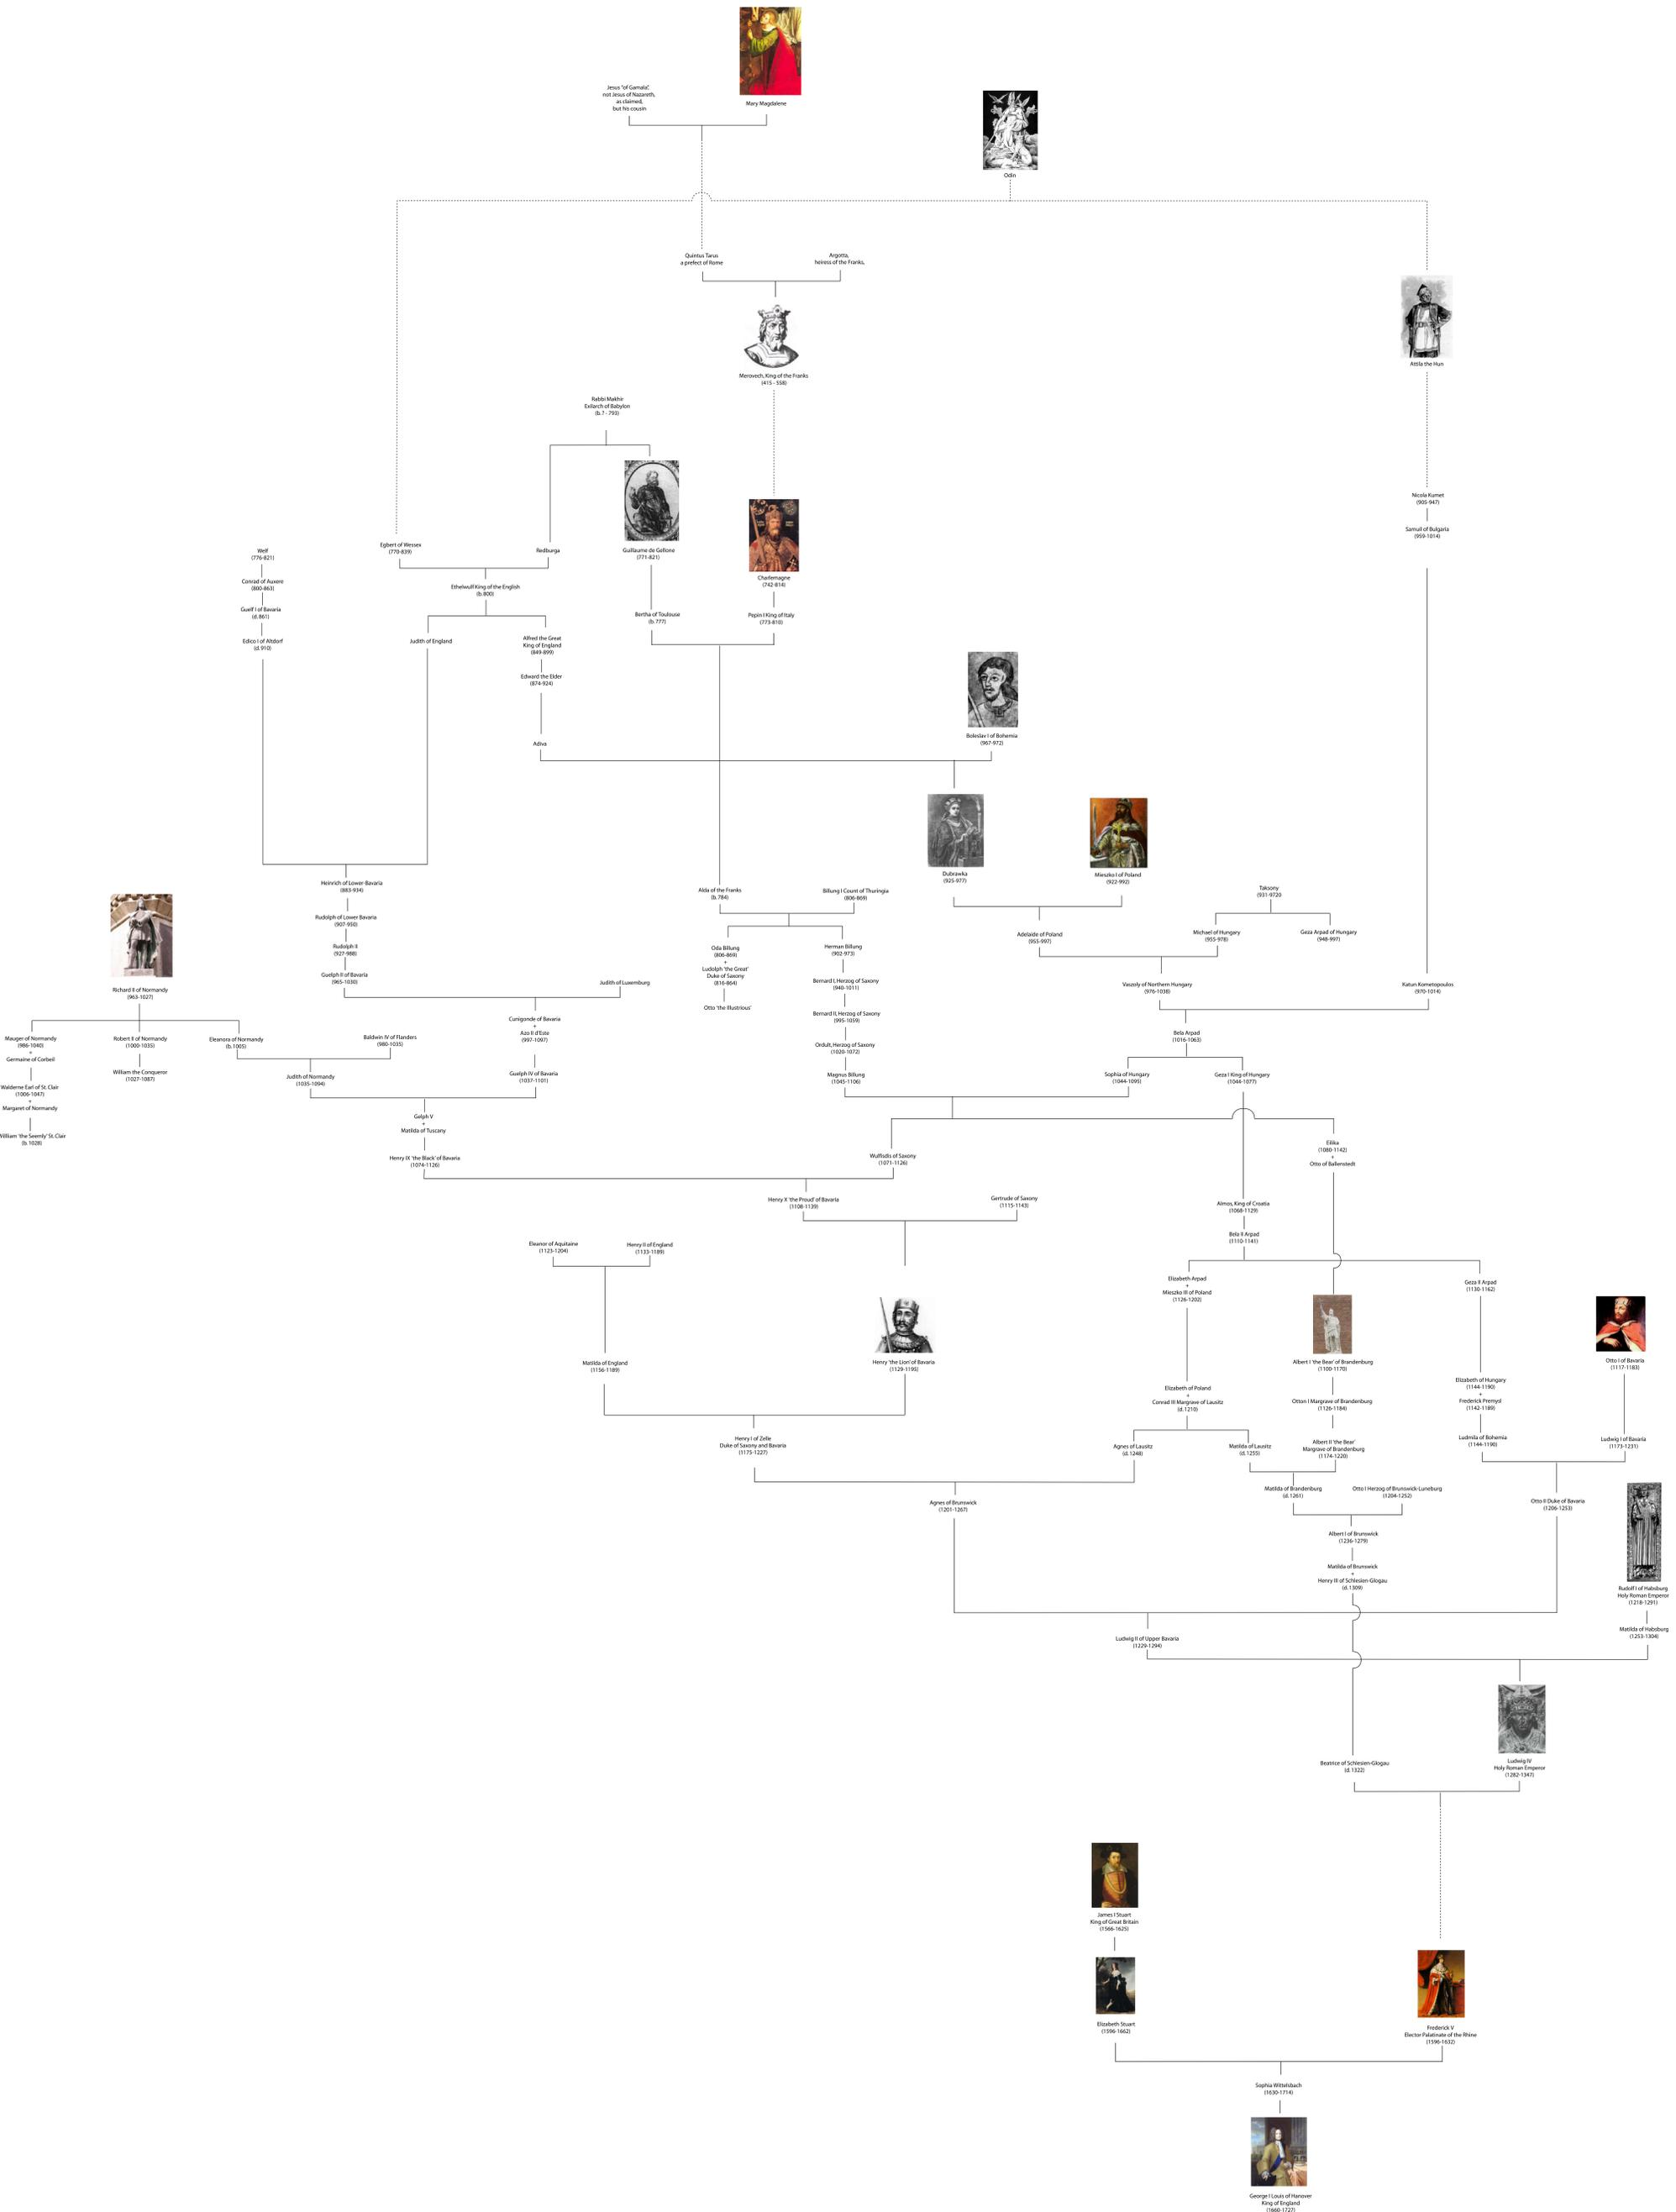 Jesus "of Gamala",
not Jesus of Nazareth,
as claimed,
but his cousin
Mary Magdalene
Odin
Quintus Tarus
a prefect of Rome
Argotta,
heiress of the Franks,
Merovech, King of the Franks
(415 - 558)
Attila the Hun
Rabbi Makhir
Exilarch of Babylon
(b.? - 793)
Nicola Kumet
(905-947)
Samuil of Bulgaria
(959-1014)
Welf
(776-821)
Conrad of Auxere
(800-863)
Guelf I of Bavaria
(d.861)
Edico I of Altdorf
(d.910)
Egbert of Wessex
(770-839)
Redburga
Guillaume de Gellone
(771-821)
Charlemagne
(742-814)
Ethelwulf King of the English
(b.800)
Bertha of Toulouse
(b.777)
Pepin I King of Italy
(773-810)
Judith of England
Alfred the Great
King of England
(849-899)
Edward the Elder
(874-924)
Adiva
Boleslav I of Bohemia
(967-972)
Dubrawka
(925-977)
Mieszko I of Poland
(922-992)
Heinrich of Lower-Bavaria
(883-934)
Rudolph of Lower Bavaria
(907-950)
Rudolph II
(927-988)
Guelph II of Bavaria
(965-1030)
Judith of Luxemburg
Alda of the Franks
(b.784)
Billung I Count of Thuringia
(806-869)
Taksony
(931-9720
Adelaide of Poland
(955-997)
Michael of Hungary
(955-978)
Geza Arpad of Hungary
(948-997)
Oda Billung
(806-869)
+
Ludolph 'the Great'
Duke of Saxony
(816-864)
Otto 'the Illustrious'
Herman Billung
(902-973)
Bernard I, Herzog of Saxony
(940-1011)
Bernard II, Herzog of Saxony
(995-1059)
Ordult, Herzog of Saxony
(1020-1072)
Magnus Billung
(1045-1106)
Vaszoly of Northern Hungary
(976-1038)
Katun Kometopoulos
(970-1014)
Richard II of Normandy
(963-1027)
Mauger of Normandy
(986-1040)
+
Germaine of Corbeil
Walderne Earl of St. Clair
(1006-1047)
+
Margaret of Normandy
William 'the Seemly' St. Clair
(b. 1028)
Robert II of Normandy
(1000-1035)
William the Conqueror
(1027-1087)
Eleanora of Normandy
(b.1005)
Baldwin IV of Flanders
(980-1035)
Judith of Normandy
(1035-1094)
Cunigonde of Bavaria
+
Azo II d'Este
(997-1097)
Guelph IV of Bavaria
(1037-1101)
Bela Arpad
(1016-1063)
Sophia of Hungary
(1044-1095)
Geza I King of Hungary
(1044-1077)
Golph V
+
Matilda of Tuscany
Henry IX 'the Black' of Bavaria
(1074-1126)
Wulfisdis of Saxony
(1071-1126)
Eilika
(1080-1142)
+
Otto of Ballenstedt
Henry X 'the Proud' of Bavaria
(1108-1139)
Gertrude of Saxony
(1115-1143)
Almos, King of Croatia
(1068-1129)
Bela II Arpad
(1110-1141)
Eleanor of Aquitaine
(1123-1204)
Henry II of England
(1133-1189)
Elizabeth Arpad
+
Mieszko III of Poland
(1126-1202)
Geza II Arpad
(1130-1162)
Matilda of England
(1156-1189)
Henry 'the Lion' of Bavaria
(1129-1195)
Albert I 'the Bear' of Brandenburg
(1100-1170)
Otto I of Bavaria
(1117-1183)
Elizabeth of Poland
+
Conrad III Margrave of Lausitz
(d.1210)
Otton I Margrave of Brandenburg
(1126-1184)
Elizabeth of Hungary
(1144-1190)
+
Frederick Premysl
(1142-1189)
Henry I of Zelle
Duke of Saxony and Bavaria
(1175-1227)
Agnes of Lausitz
(d.1248)
Matilda of Lausitz
(d.1255)
Albert II 'the Bear'
Margrave of Brandenburg
(1174-1220)
Ludmila of Bohemia
(1144-1190)
Ludwig I of Bavaria
(1173-1231)
Agnes of Brunswick
(1201-1267)
Matilda of Brandenburg
(d.1261)
Otto I Herzog of Brunswick-Luneburg
(1204-1252)
Otto II Duke of Bavaria
(1206-1253)
Albert I of Brunswick
(1236-1279)
Matilda of Brunswick
+
Henry III of Schlesien-Glogau
(d.1309)
Rudolf I of Habsburg
Holy Roman Emperor
(1218-1291)
Matilda of Habsburg
(1253-1304)
Ludwig II of Upper Bavaria
(1229-1294)
Beatrice of Schlesien-Glogau
(d.1322)
Ludwig IV
Holy Roman Emperor
(1282-1347)
James I Stuart
King of Great Britain
(1566-1625)
Elizabeth Stuart
(1596-1662)
Frederick V
Elector Palatinate of the Rhine
(1596-1632)
Sophia Wittelsbach
(1630-1714)
George I Louis of Hanover
King of England
(1660-1727)